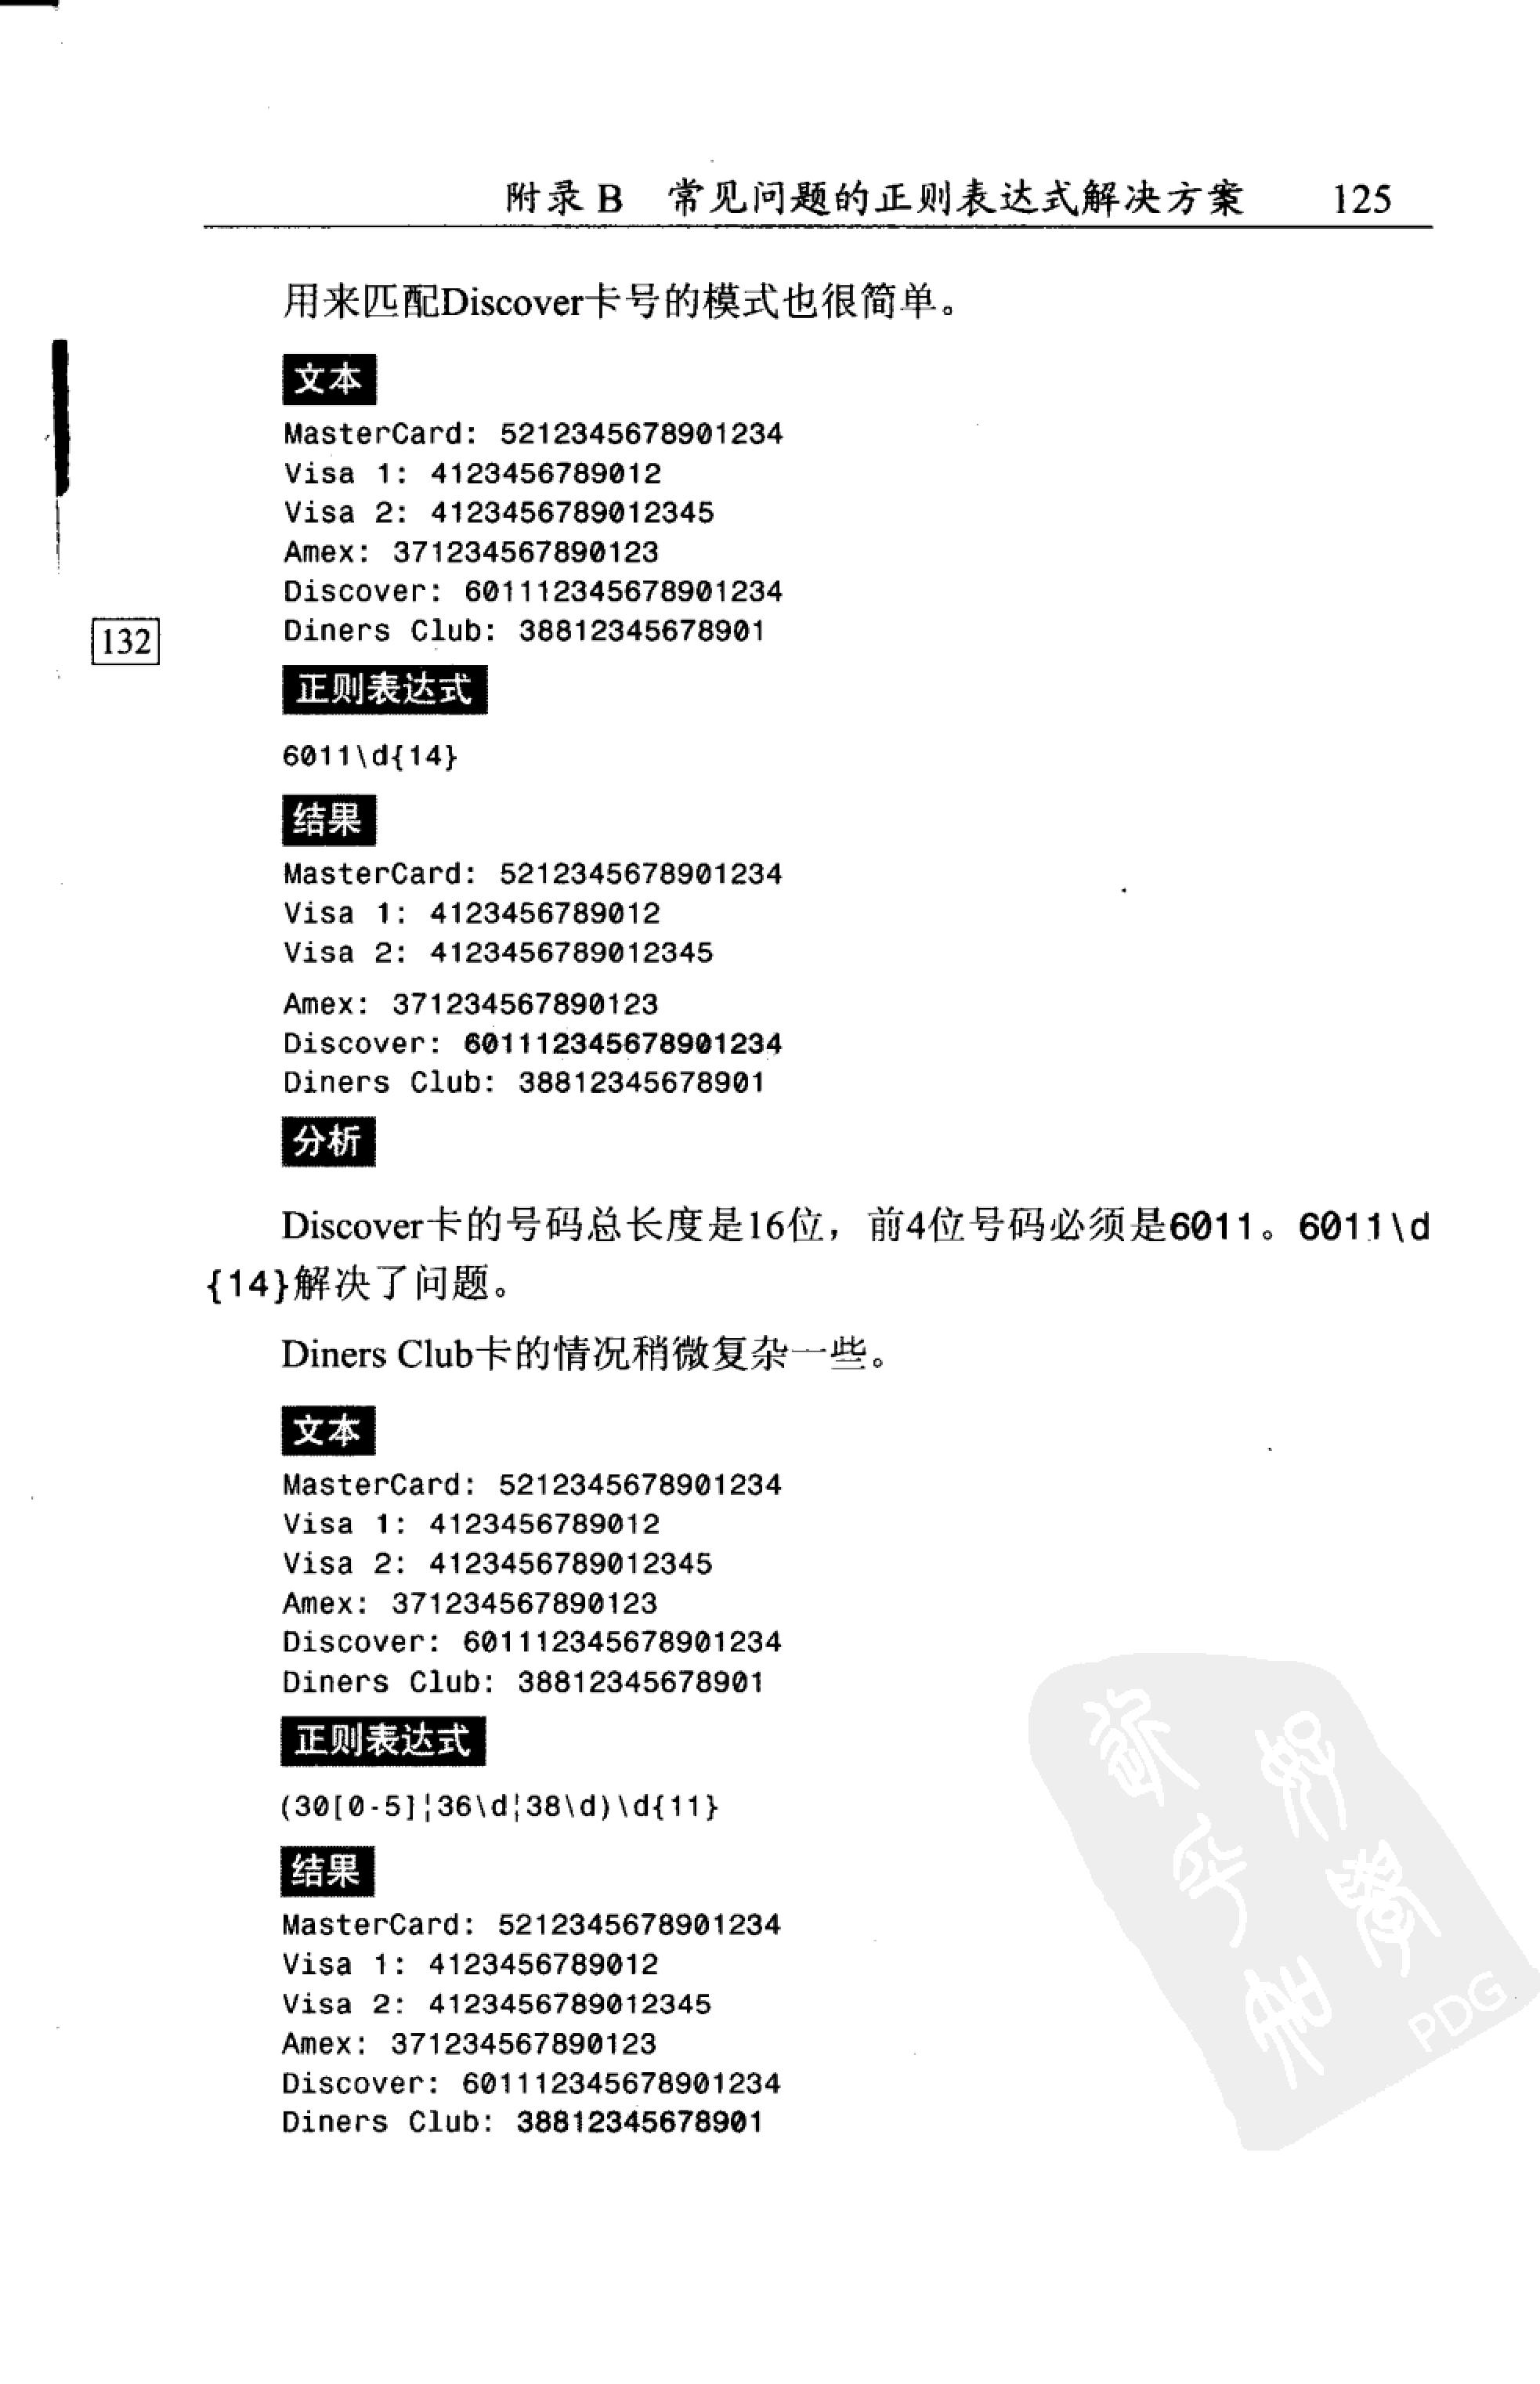 附录 B 常见问题的正则表达式解决方案 125
用来匹配Discover卡号的模式也很简单。
文本
MasterCard: 5212345678901234
Visa 1: 4123456789012
Visa 2: 4123456789012345
Amex: 371234567890123
Discover: 601112345678901234
Diners Club: 38812345678901
132
正则表达式
6011\d{14}
结果
MasterCard: 5212345678901234
Visa 1: 4123456789012
Visa 2: 4123456789012345
Amex: 371234567890123
Discover: 601112345678901234
Diners Club: 38812345678901
分析
Discover卡的号码总长度是16位，前4位号码必须是6011。6011\d
{14}解决了问题。
Diners Club卡的情况稍微复杂一些。
文本
MasterCard: 5212345678901234
Visa 1: 4123456789012
Visa 2: 4123456789012345
Amex: 371234567890123
Discover: 601112345678901234
Diners Club: 38812345678901
正则表达式
(30[0-5]¦36\d¦38\d)\d{11}
结果
MasterCard: 5212345678901234
Visa 1: 4123456789012
Visa 2: 4123456789012345
Amex: 371234567890123
Discover: 601112345678901234
Diners Club: 38812345678901
PDG